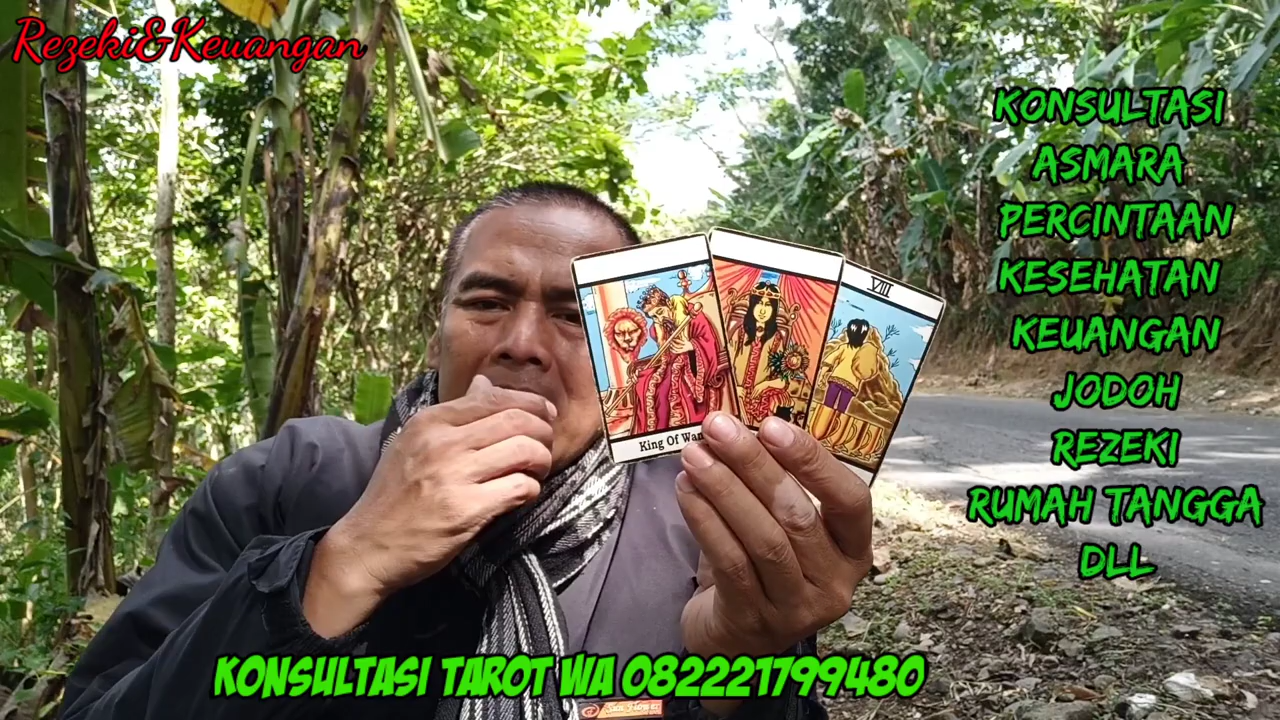 Rezeki&Keuangan
KONSULTASI
ASMARA
PERCINTAAN
KESEHATAN
KEUANGAN
JODOH
REZEKI
RUMAH TANGGA
DLL
VIII
King Of Wan
KONSULTASI TAROT WA 082221799480